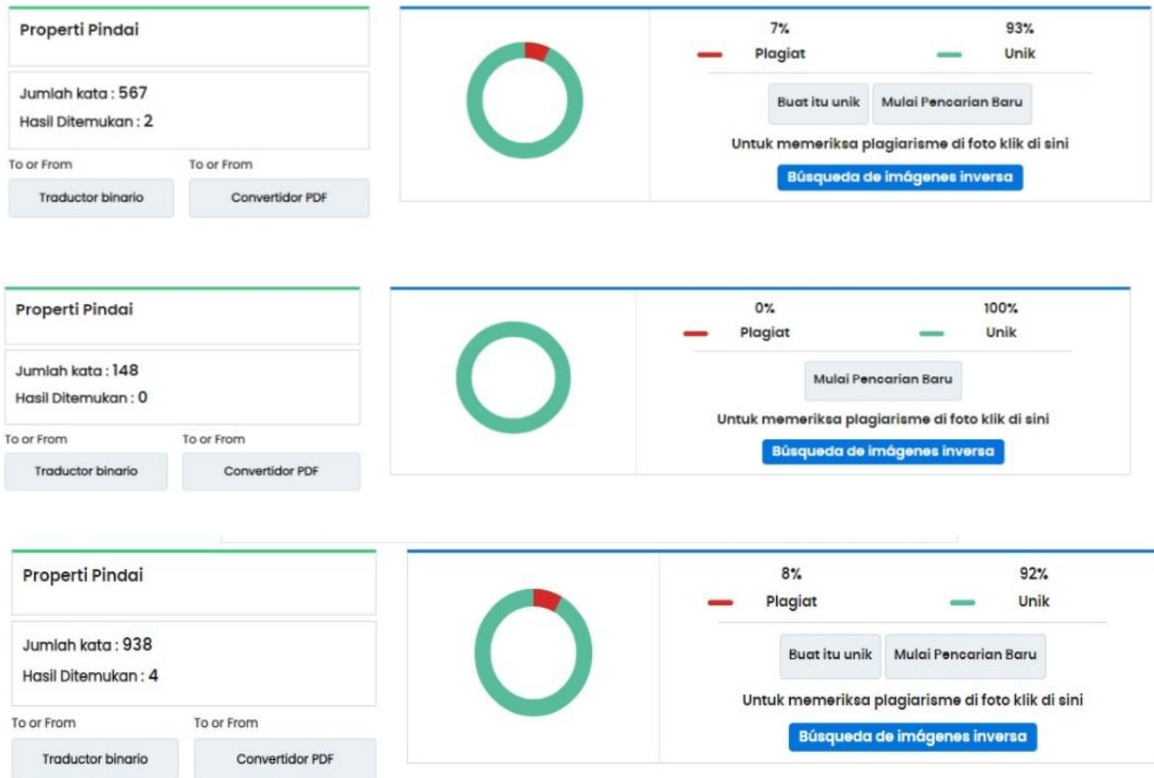 Properti Pindai
Jumlah kata : 567
Hasil Ditemukan : 2
To or From To or From
Traductor binario Convertidor PDF
7% 93%
Plagiat Unik
Buat itu unik Mulai Pencarian Baru
Untuk memeriksa plagiarisme di foto klik di sini
Búsqueda de imágenes inversa
Properti Pindai
Jumlah kata : 148
Hasil Ditemukan : 0
To or From To or From
Traductor binario Convertidor PDF
0% 100%
Plagiat Unik
Mulai Pencarian Baru
Untuk memeriksa plagiarisme di foto klik di sini
Búsqueda de imágenes inversa
Properti Pindai
Jumlah kata : 938
Hasil Ditemukan : 4
To or From To or From
Traductor binario Convertidor PDF
8% 92%
Plagiat Unik
Buat itu unik Mulai Pencarian Baru
Untuk memeriksa plagiarisme di foto klik di sini
Búsqueda de imágenes inversa